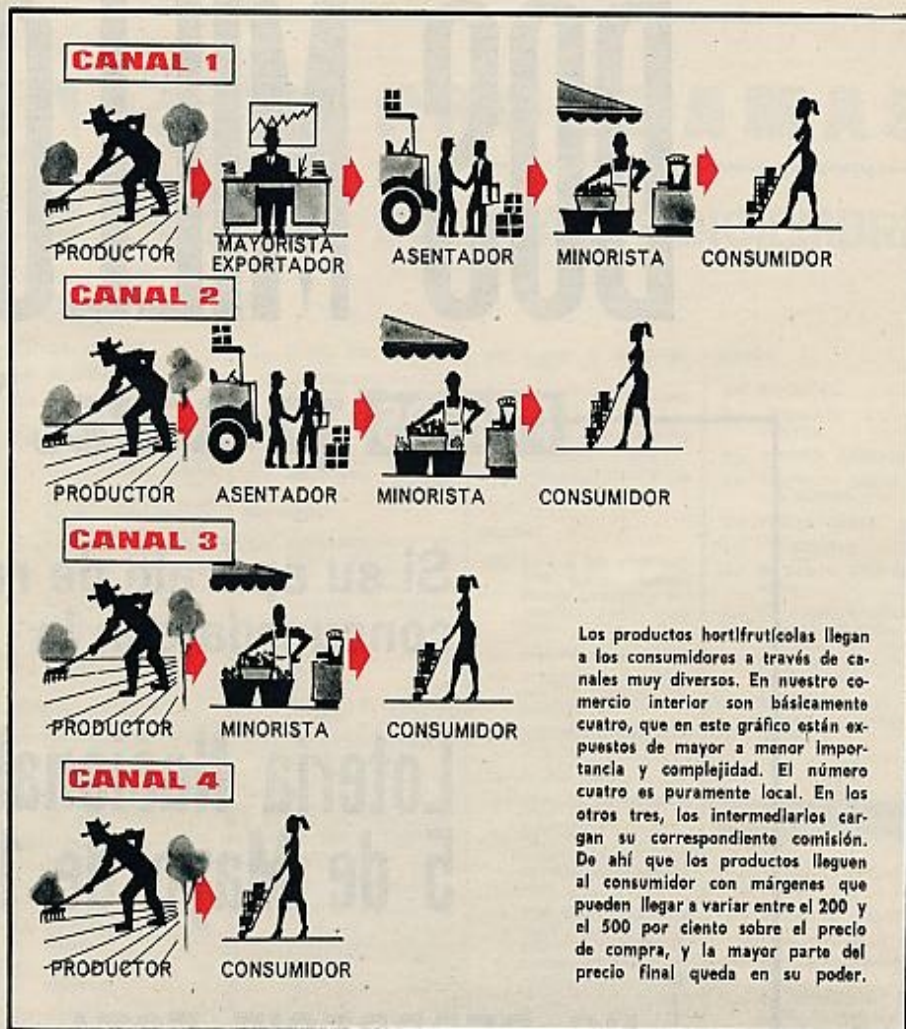 CANAL 1
PRODUCTOR
MAYORISTA
EXPORTADOR
ASENTADOR
MINORISTA
CONSUMIDOR
CANAL 2
PRODUCTOR
ASENTADOR
MINORISTA
CONSUMIDOR
CANAL 3
PRODUCTOR
MINORISTA
CONSUMIDOR
CANAL 4
PRODUCTOR
CONSUMIDOR
Los productos hortifrutícolas llegan
a los consumidores a través de ca-
nales muy diversos. En nuestro co-
mercio interior son básicamente
cuatro, que en este gráfico están ex-
puestos de mayor a menor impor-
tancia y complejidad. El número
cuatro es puramente local. En los
otros tres, los intermediarios car-
gan su correspondiente comisión.
De ahí que los productos lleguen
al consumidor con márgenes que
pueden llegar a variar entre el 200 y
el 500 por ciento sobre el precio
de compra, y la mayor parte del
precio final queda en su poder.